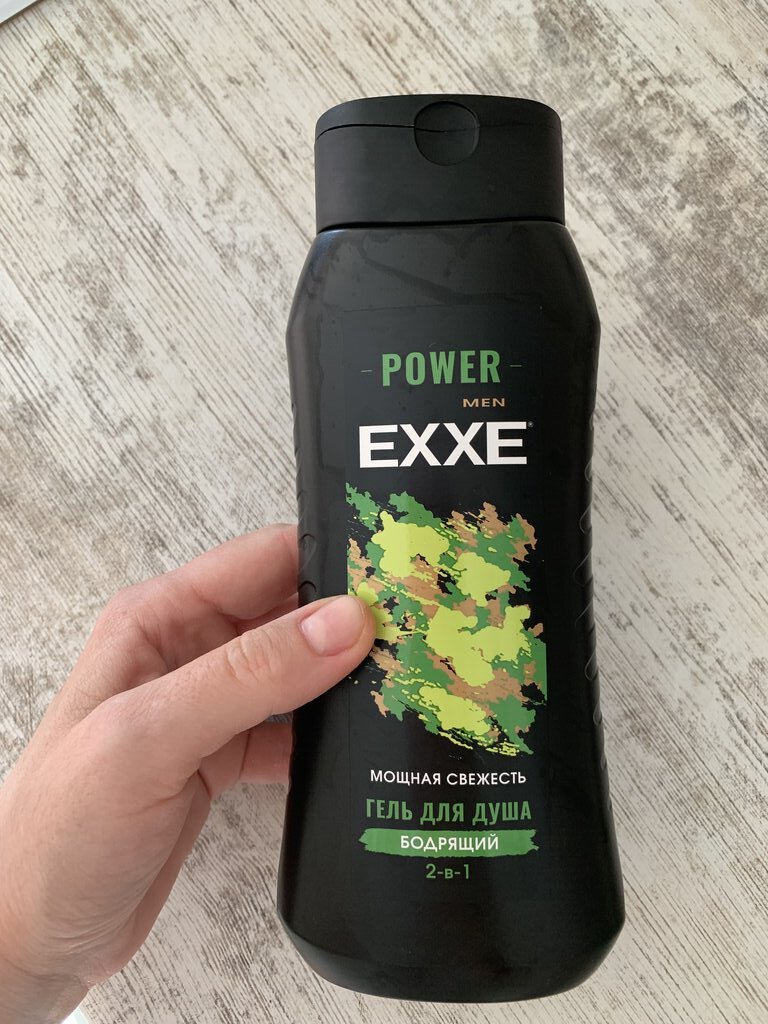 POWER
MEN
EXXE®
МОЩНАЯ СВЕЖЕСТЬ
ГЕЛЬ ДЛЯ ДУША
БОДРЯЩИЙ
2-в-1